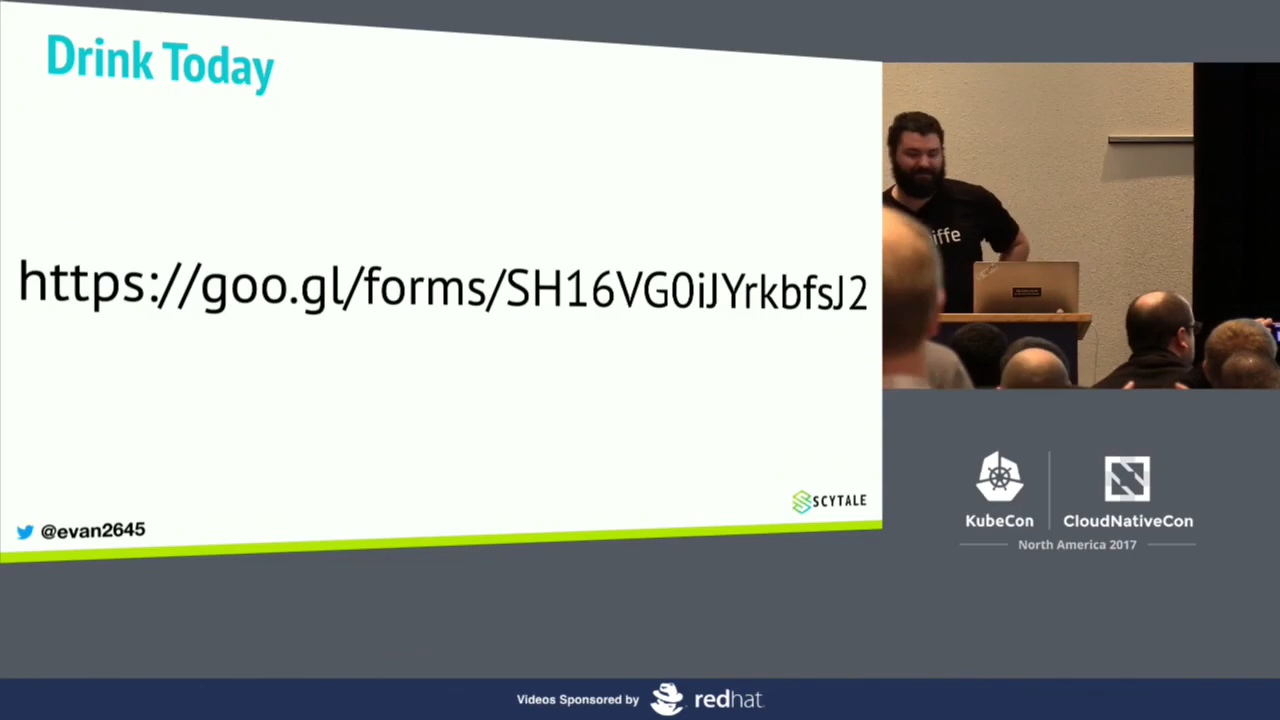 Drink Today
https://goo.gl/forms/SH16VG0iJYrkbfsJ2
@evan2645
SCYTALE
iffe
KubeCon
CloudNativeCon
North America 2017
Videos Sponsored by
redhat